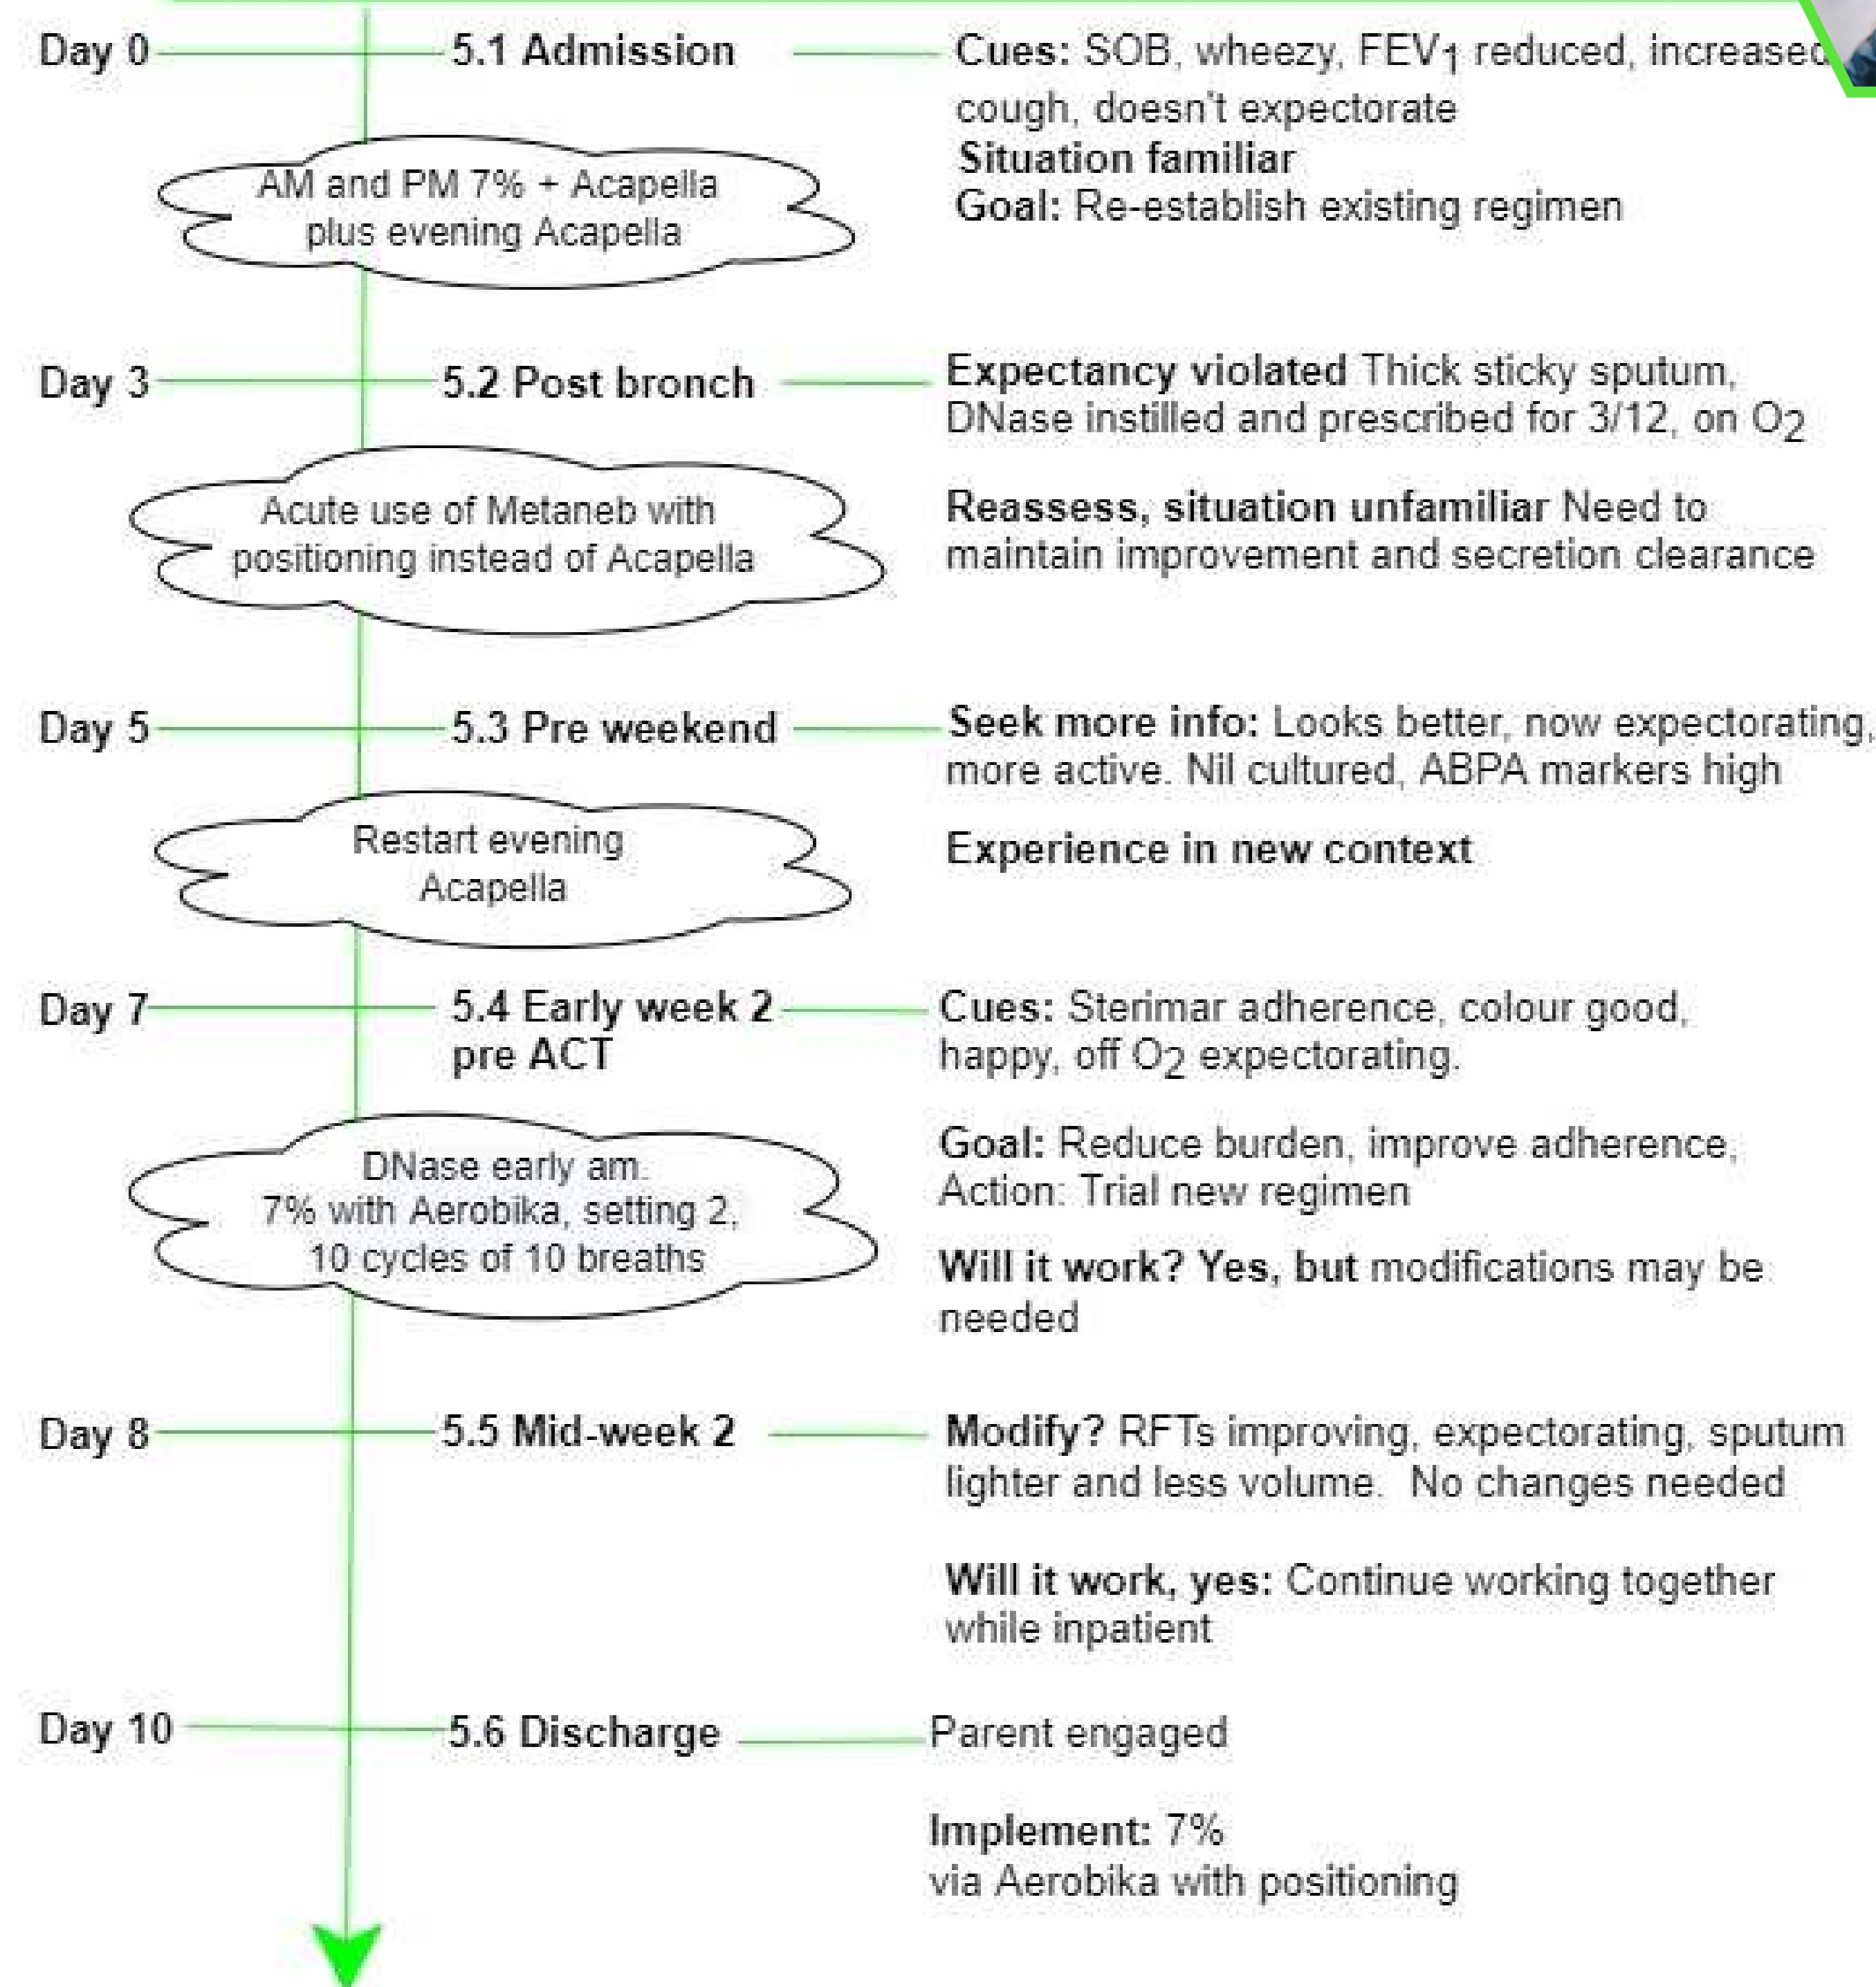 Day 0
5.1 Admission
Cues: SOB, wheezy, FEV1 reduced, increased
cough, doesn't expectorate
Situation familiar
Goal: Re-establish existing regimen
AM and PM 7% + Acapella
plus evening Acapella
Day 3
5.2 Post bronch
Expectancy violated Thick sticky sputum,
DNase instilled and prescribed for 3/12, on O2
Reassess, situation unfamiliar Need to
maintain improvement and secretion clearance
Acute use of Metaneb with
positioning instead of Acapella
Day 5
5.3 Pre weekend
Seek more info: Looks better, now expectorating,
more active. Nil cultured, ABPA markers high
Experience in new context
Restart evening
Acapella
Day 7
5.4 Early week 2
pre ACT
Cues: Sterimar adherence, colour good,
happy, off O2 expectorating.
Goal: Reduce burden, improve adherence,
Action: Trial new regimen
Will it work? Yes, but modifications may be
needed
DNase early am.
7% with Aerobika, setting 2,
10 cycles of 10 breaths
Day 8
5.5 Mid-week 2
Modify? RFTs improving, expectorating, sputum
lighter and less volume. No changes needed
Will it work, yes: Continue working together
while inpatient
Day 10
5.6 Discharge
Parent engaged
Implement: 7%
via Aerobika with positioning